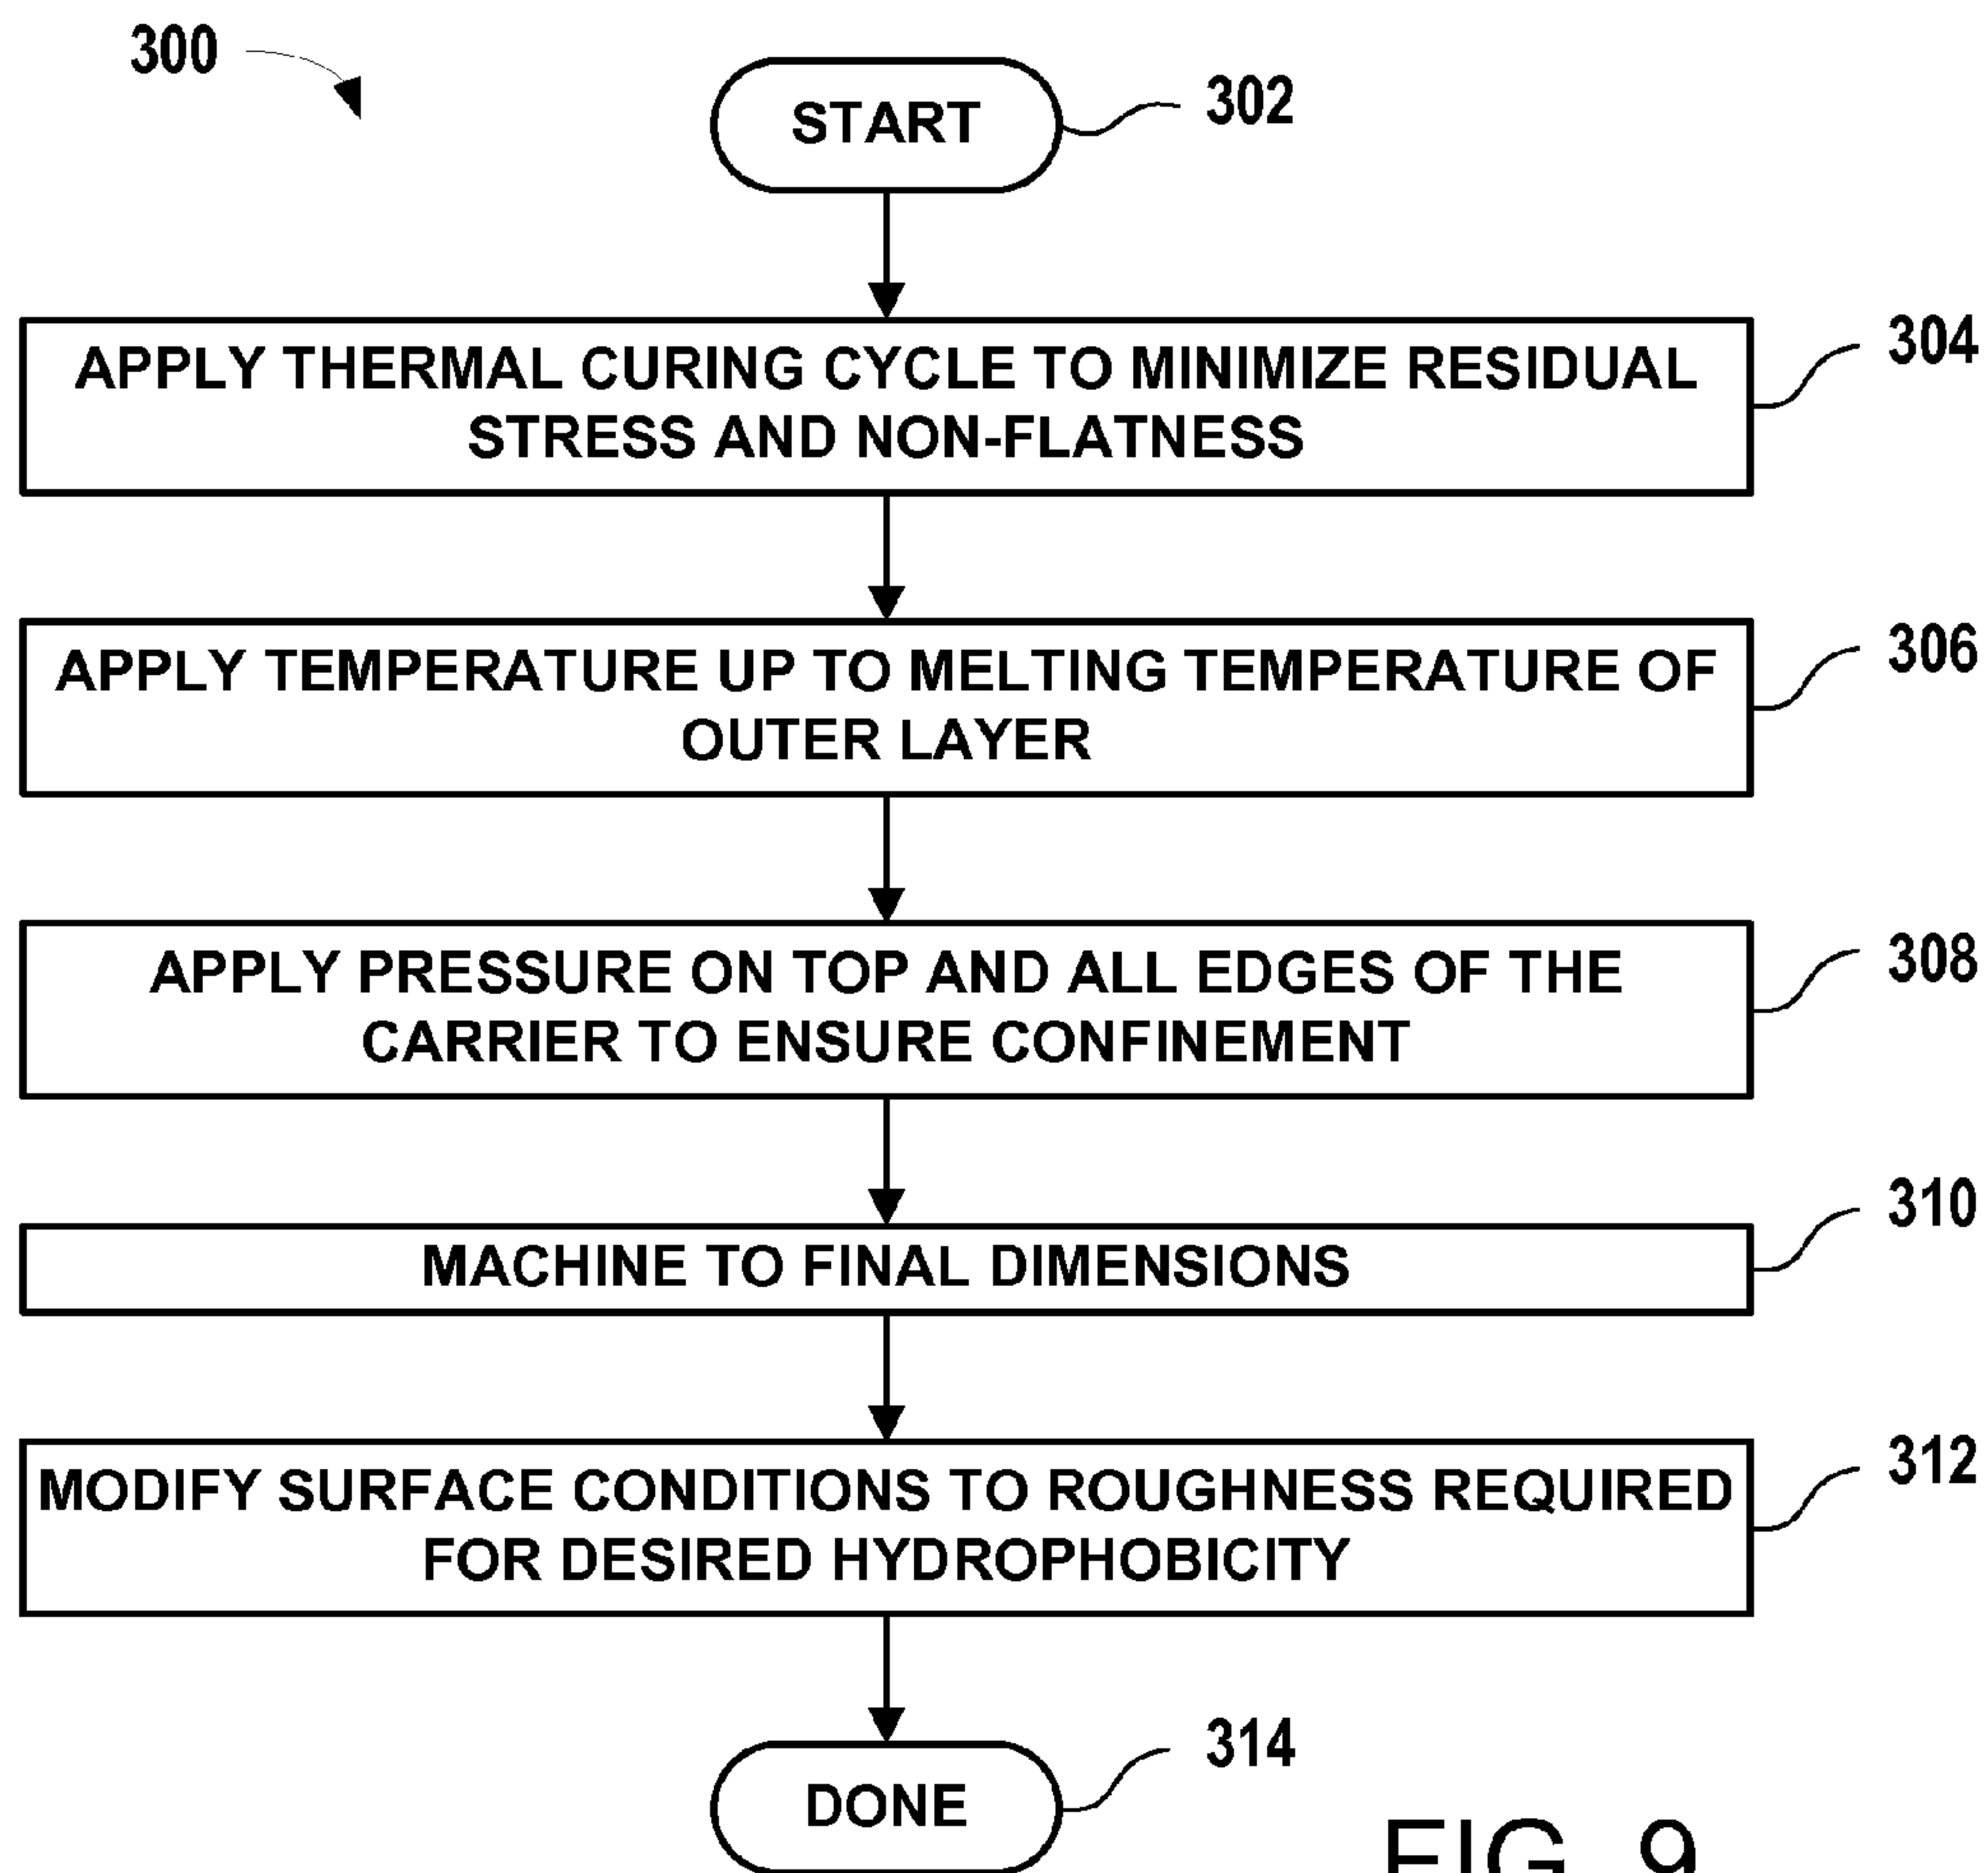 300
START
302
APPLY THERMAL CURING CYCLE TO MINIMIZE RESIDUAL
STRESS AND NON-FLATNESS
304
APPLY TEMPERATURE UP TO MELTING TEMPERATURE OF
OUTER LAYER
306
APPLY PRESSURE ON TOP AND ALL EDGES OF THE
CARRIER TO ENSURE CONFINEMENT
308
MACHINE TO FINAL DIMENSIONS
310
MODIFY SURFACE CONDITIONS TO ROUGHNESS REQUIRED
FOR DESIRED HYDROPHOBICITY
312
DONE
314
FIG. 9